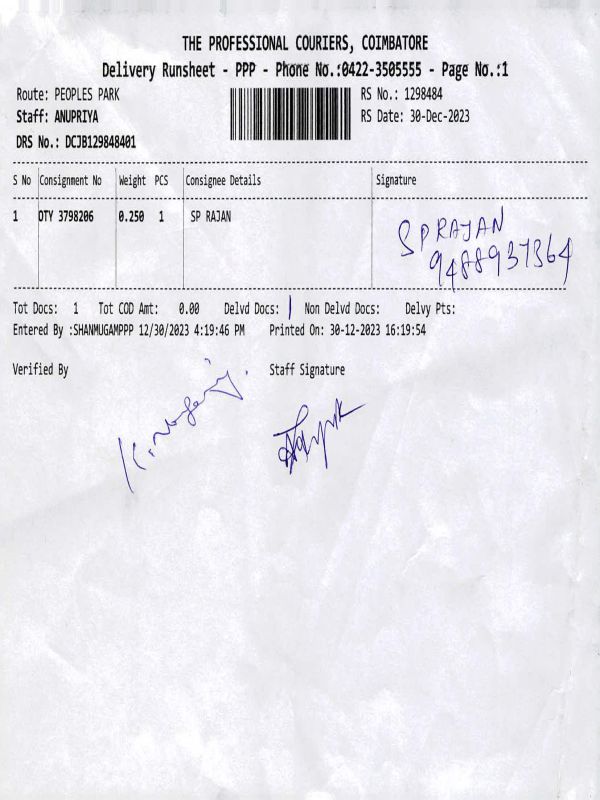 THE PROFESSIONAL COURIERS, COIMBATORE
Delivery Runsheet - PPP - Phone No.:0422-3505555 - Page No.:1
Route: PEOPLES PARK RS No.: 1298484
Staff: ANUPRIYA RS Date: 30-Dec-2023
DRS No.: DCJB129848401
S No Consignment No Weight PCS Consignee Details Signature
1 OTY 3798206 0.250 1 SP RAJAN
SP RAJAN
9488937364
Tot Docs: 1 Tot COD Amt: 0.00 Delvd Docs: | Non Delvd Docs: Delvy Pts:
Entered By :SHANMUGAMPPP 12/30/2023 4:19:46 PM Printed On: 30-12-2023 16:19:54
Verified By Staff Signature